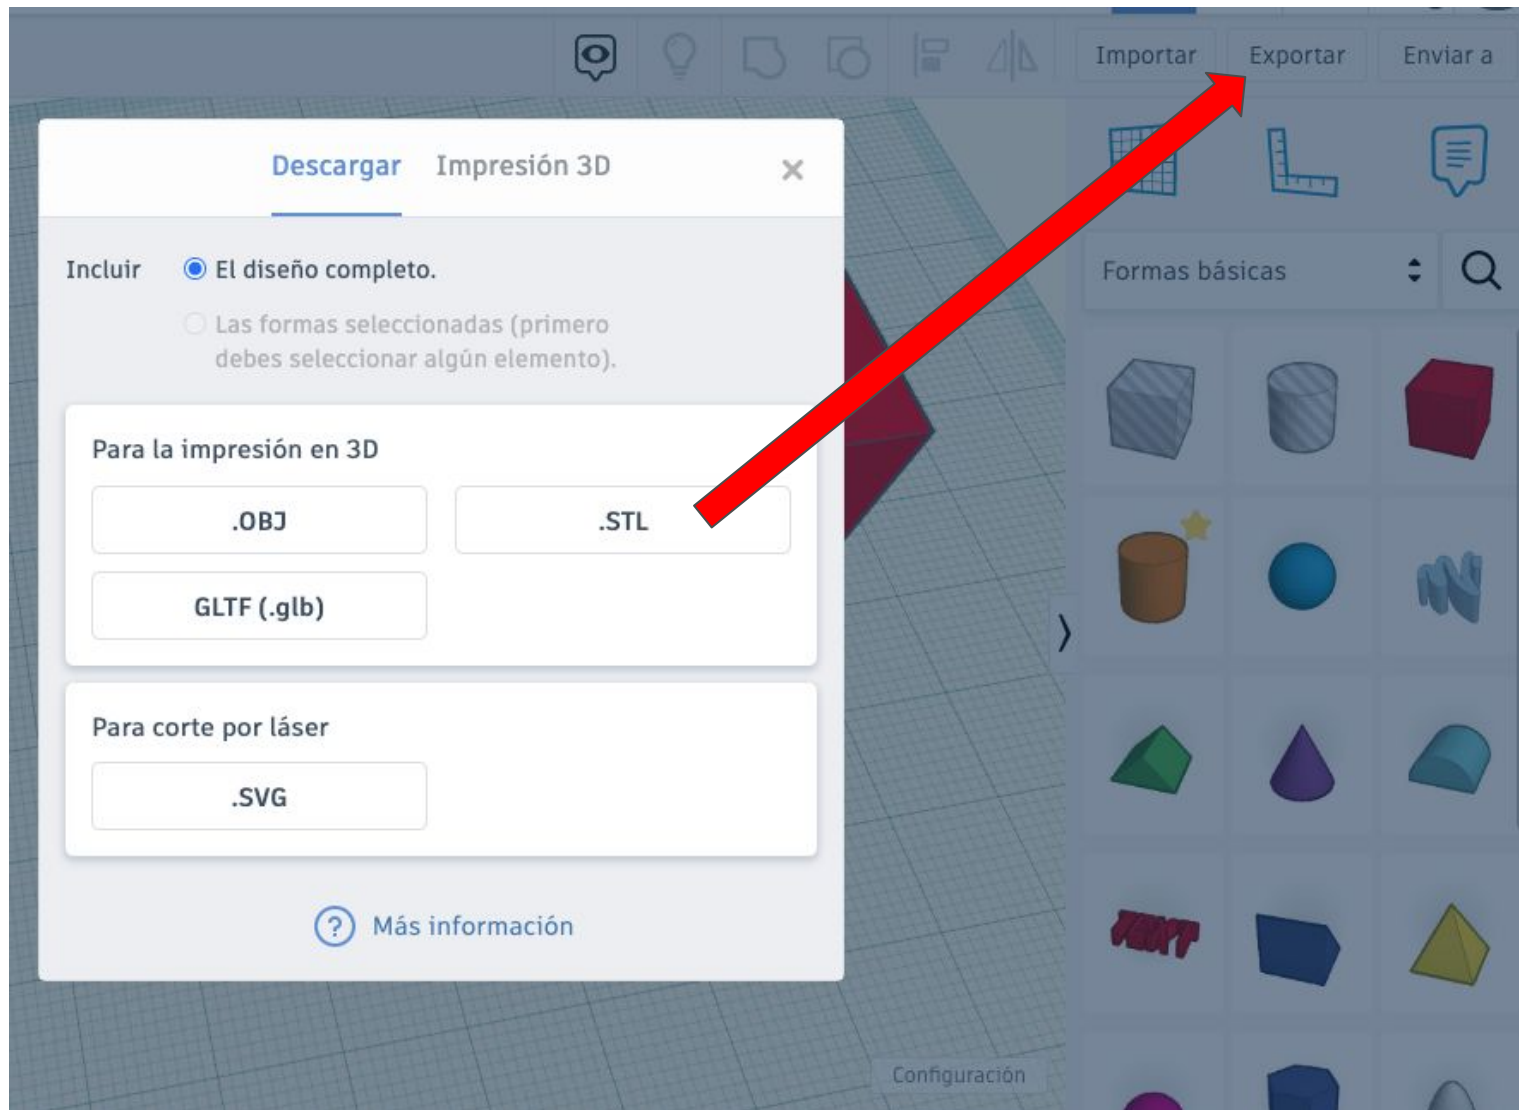 Importar
Exportar
Enviar a
Descargar
Impresión 3D
Incluir
El diseño completo.
Las formas seleccionadas (primero
debes seleccionar algún elemento).
Formas básicas
Para la impresión en 3D
.OBJ
.STL
GLTF (.glb)
Para corte por láser
.SVG
? Más información
TEXT
Configuración